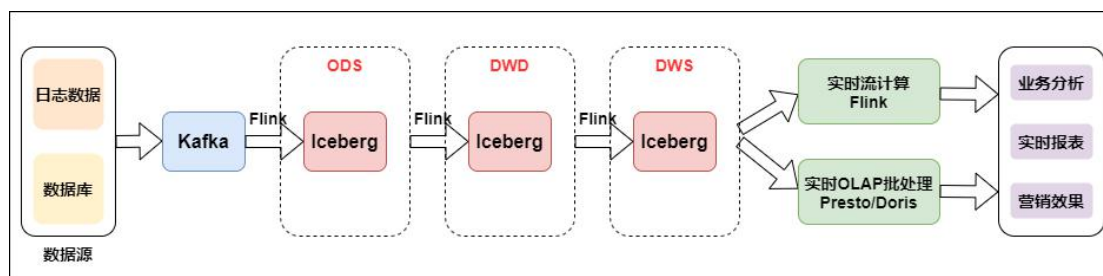 日志数据
数据库
数据源
Kafka
Flink
ODS
Iceberg
Flink
DWD
Iceberg
Flink
DWS
Iceberg
实时流计算
Flink
实时OLAP批处理
Presto/Doris
业务分析
实时报表
营销效果